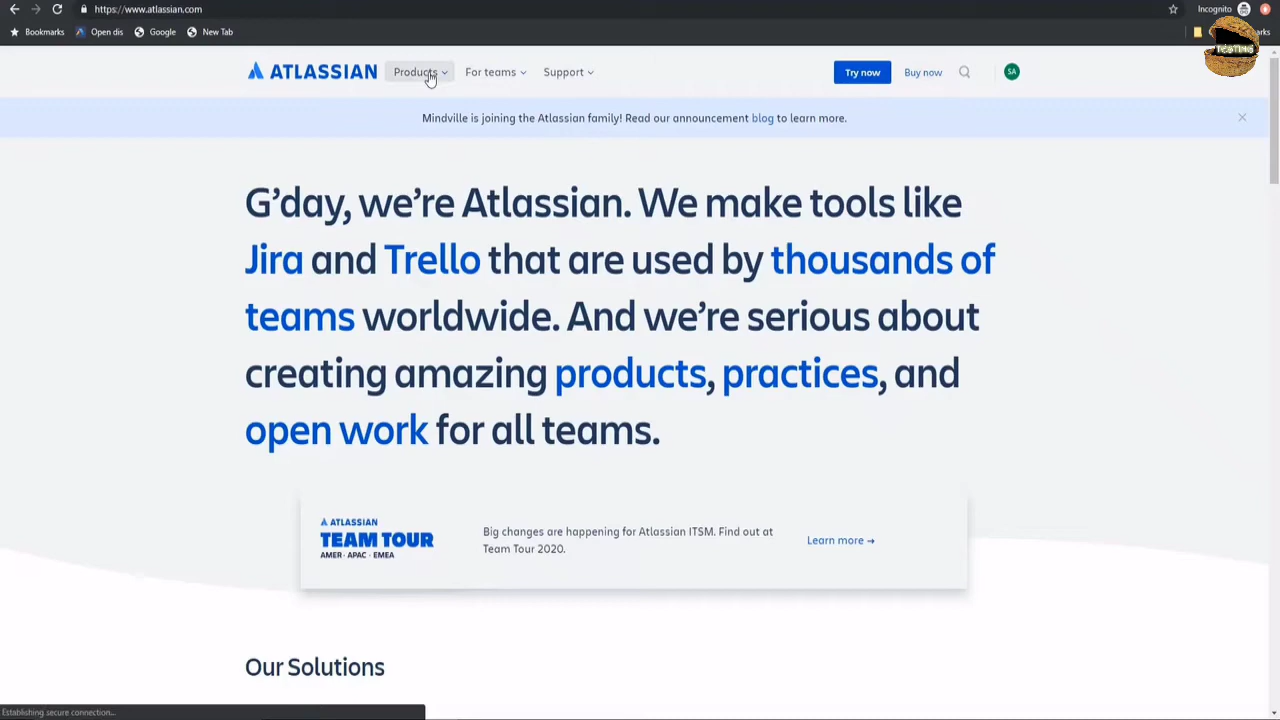 https://www.atlassian.com
Incognito
Bookmarks
Open dis
Google
New Tab
TESTING
ATLASSIAN
Products
For teams
Support
Try now
Buy now
SA
Mindville is joining the Atlassian family! Read our announcement blog to learn more.
G'day, we're Atlassian. We make tools like
Jira and Trello that are used by thousands of
teams worldwide. And we're serious about
creating amazing products, practices, and
open work for all teams.
ATLASSIAN
TEAM TOUR
AMER · APAC · EMEA
Big changes are happening for Atlassian ITSM. Find out at
Team Tour 2020.
Learn more →
Our Solutions
Establishing secure connection...